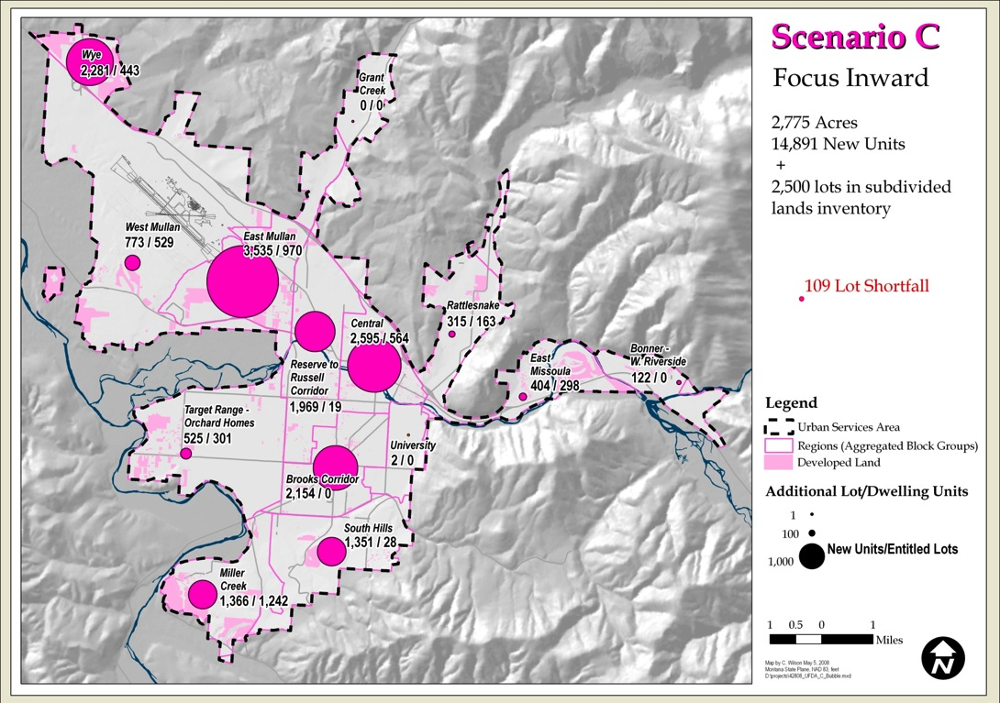 Scenario C
Focus Inward
2,775 Acres
14,891 New Units
+
2,500 lots in subdivided
lands inventory
109 Lot Shortfall
Wye
2,281 / 443
Grant
Creek
0 / 0
West Mullan
773 / 529
East Mullan
3,535 / 970
Rattlesnake
315 / 163
Central
2,595 / 564
Reserve to
Russell
Corridor
1,969 / 19
East
Missoula
404 / 298
Bonner -
W. Riverside
122 / 0
Target Range -
Orchard Homes
525 / 301
University
2 / 0
Brooks Corridor
2,154 / 0
South Hills
1,351 / 28
Miller
Creek
1,366 / 1,242
Legend
Urban Services Area
Regions (Aggregated Block Groups)
Developed Land
Additional Lot/Dwelling Units
1
100
1,000
New Units/Entitled Lots
1 0.5 0 1
Miles
N
Map by C. Wilson May 5, 2008
Montana State Plane, NAD 83, feet
D:\projects\42808_UFDA_C_Bubble.mxd